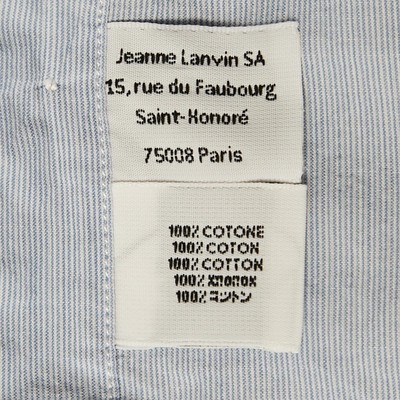 Jeanne Lanvin SA
15, rue du Faubourg
Saint-Honoré
75008 Paris
100% COTONE
100% COTON
100% COTTON
100% хлопок
100% コットン